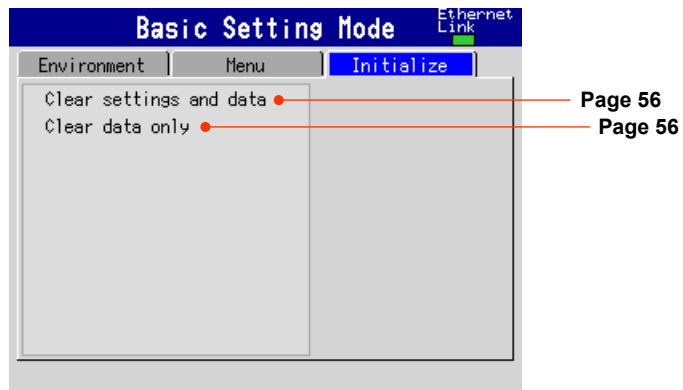 Basic Setting Mode
Ethernet
Link
Environment Menu Initialize
Clear settings and data Page 56
Clear data only Page 56